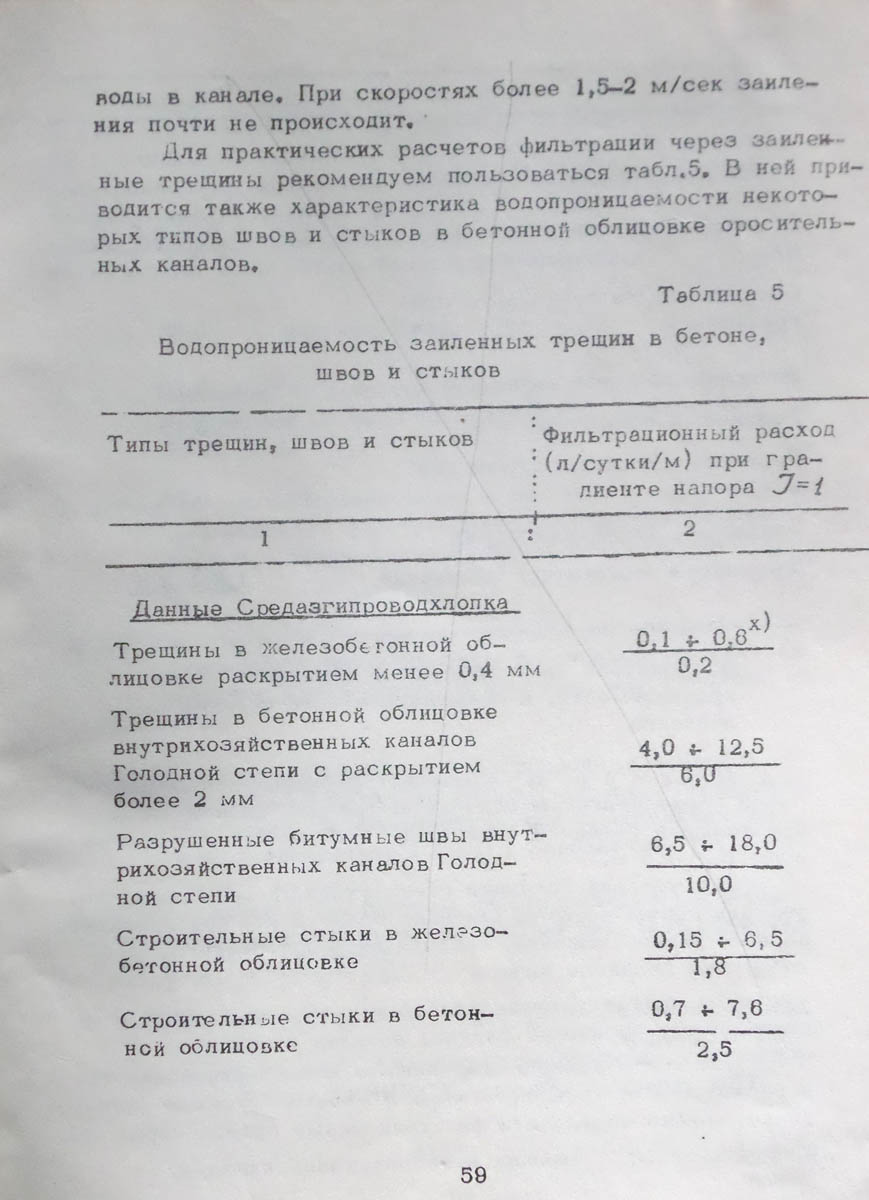 воды в канале. При скоростях более 1,5–2 м/сек заиле-
ния почти не происходит.
Для практических расчетов фильтрации через заилен-
ные трещины рекомендуем пользоваться табл.5. В ней при-
водится также характеристика водопроницаемости некото-
рых типов швов и стыков в бетонной облицовке ороситель-
ных каналов.
Таблица 5
Водопроницаемость заиленных трещин в бетоне,
швов и стыков
Типы трещин, швов и стыков
Фильтрационный расход
(л/сутки/м) при гра-
диенте напора J=1
1
2
Данные Средазгипроводхлопка
Трещины в железобетонной об-
лицовке раскрытием менее 0,4 мм
0,1 ÷ 0,6х)
0,2
Трещины в бетонной облицовке
внутрихозяйственных каналов
Голодной степи с раскрытием
более 2 мм
4,0 ÷ 12,5
6,0
Разрушенные битумные швы внут-
рихозяйственных каналов Голод-
ной степи
6,5 ÷ 18,0
10,0
Строительные стыки в железо-
бетонной облицовке
0,15 ÷ 6,5
1,8
Строительные стыки в бетон-
ной облицовке
0,7 ÷ 7,6
2,5
59